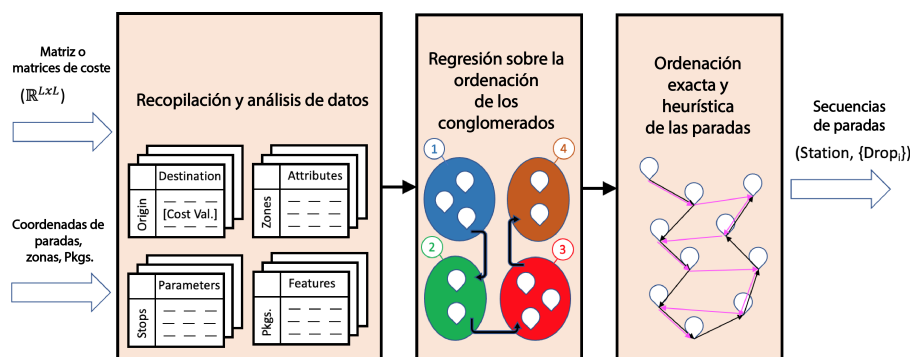 Matriz o
matrices de coste
(ℝ^{LxL})
Coordenadas de
paradas,
zonas, Pkgs.
Recopilación y análisis de datos
Destination
Origin
[Cost Val.]
Attributes
Zones
Parameters
Stops
Features
Pkgs.
Regresión sobre la
ordenación
de los
conglomerados
1
4
2
3
Ordenación
exacta y
heurística
de las paradas
Secuencias
de paradas
(Station, {Drop_i})